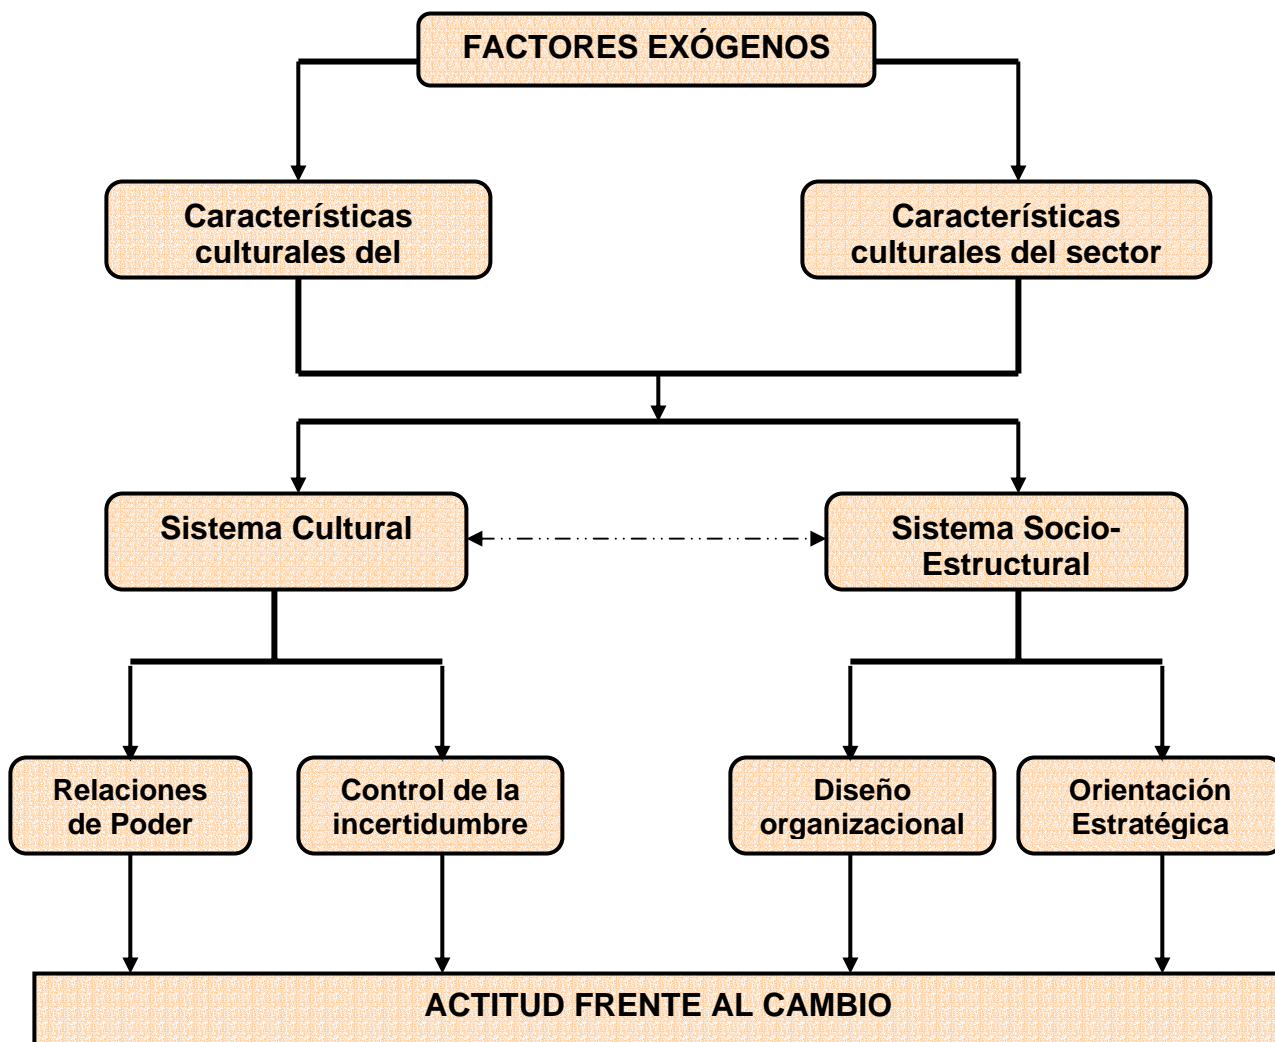 FACTORES EXÓGENOS
Características
culturales del
Características
culturales del sector
Sistema Cultural
Sistema Socio-
Estructural
Relaciones
de Poder
Control de la
incertidumbre
Diseño
organizacional
Orientación
Estratégica
ACTITUD FRENTE AL CAMBIO